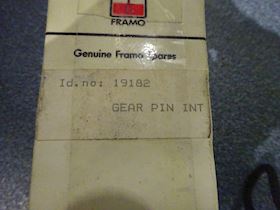 FRAMO
Genuine Framo Spares
Id.no: 19182
GEAR PIN INT